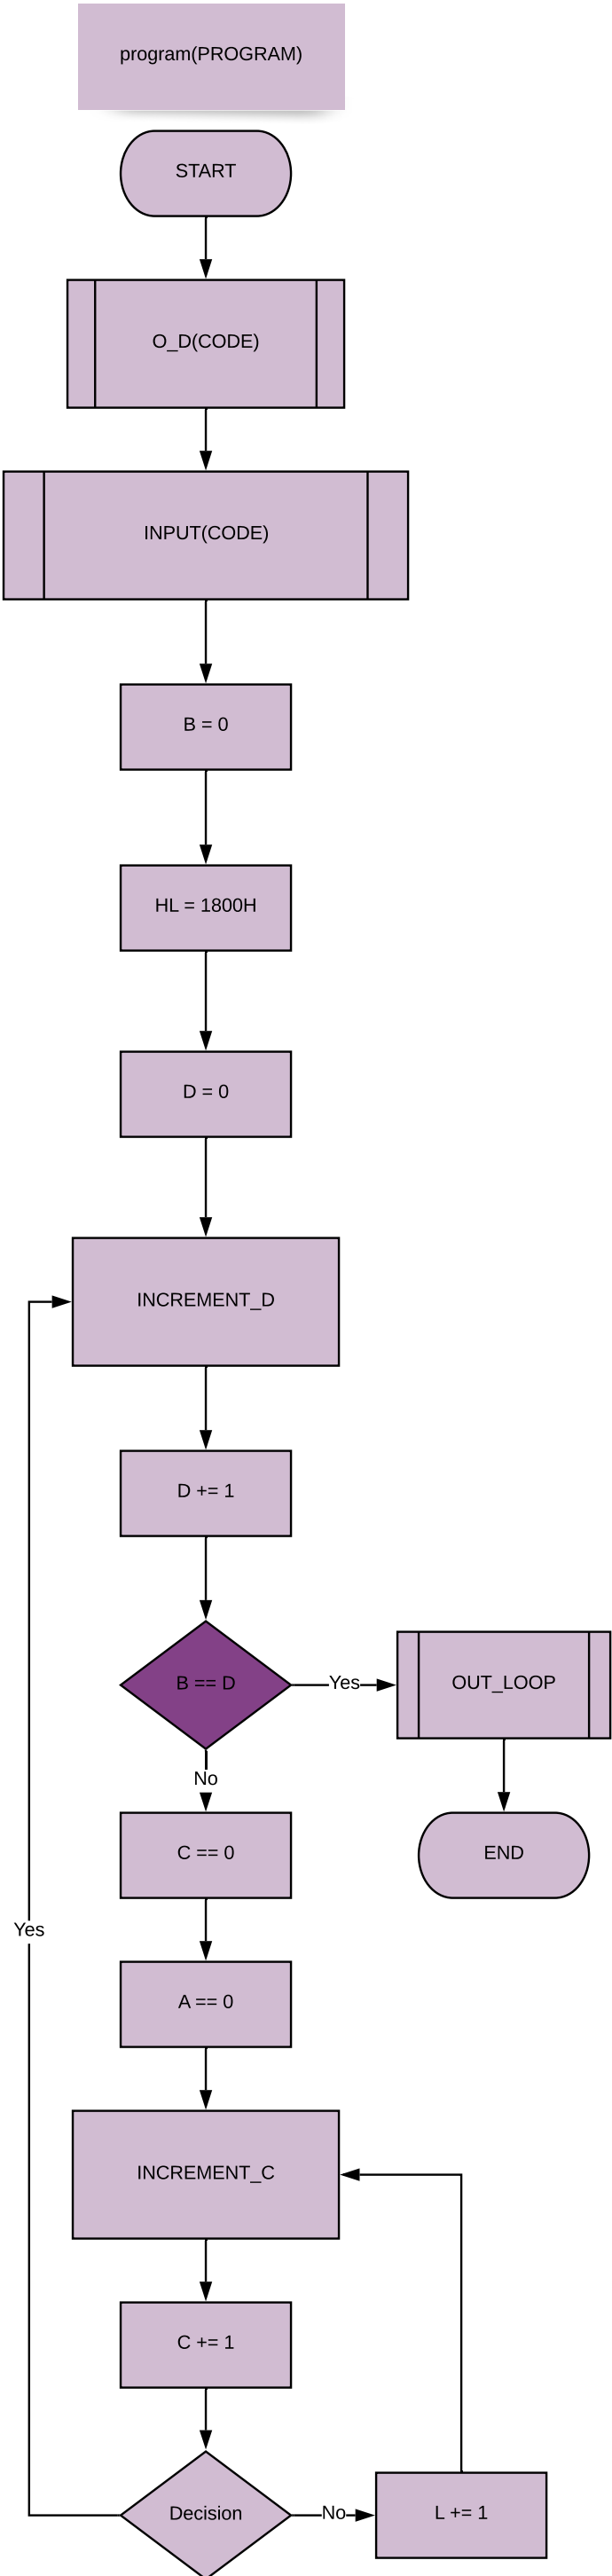 program(PROGRAM)
START
O_D(CODE)
INPUT(CODE)
B = 0
HL = 1800H
D = 0
INCREMENT_D
D += 1
B == D
Yes
OUT_LOOP
No
C == 0
END
Yes
A == 0
INCREMENT_C
C += 1
Decision
No
L += 1